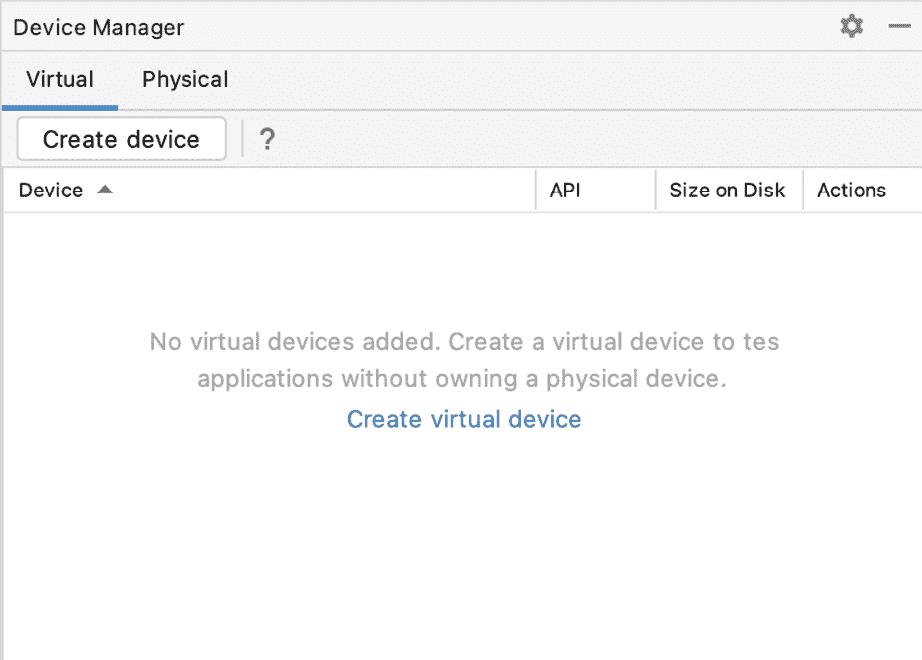 Device Manager
Virtual Physical
Create device ?
Device API Size on Disk Actions
No virtual devices added. Create a virtual device to tes
applications without owning a physical device.
Create virtual device